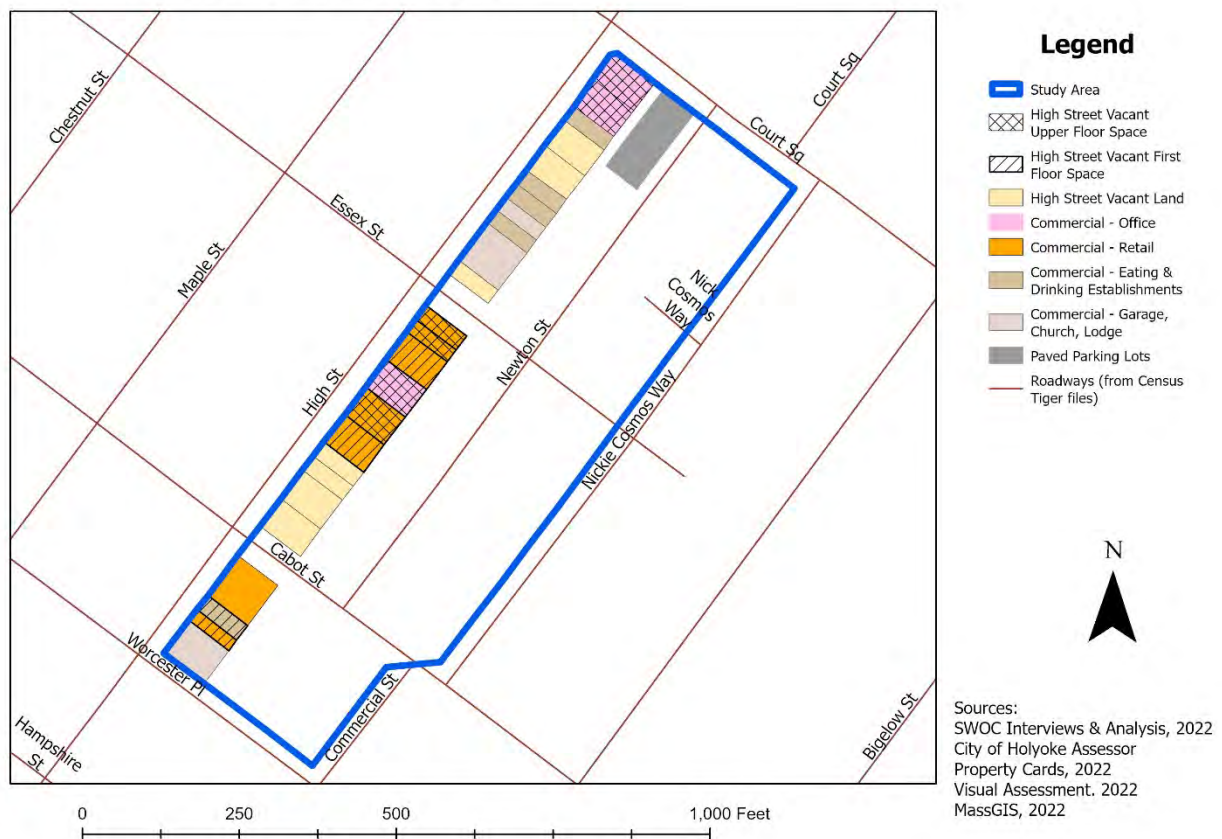 Chestnut St
Maple St
Essex St
High St
Newton St
Court Sq
Court Sq
Nick
Cosmos
Way
Nickie Cosmos Way
Cabot St
Worcester Pl
Commercial St
Hampshire
St
Bigelow St
0 250 500 1,000 Feet
Legend
Study Area
High Street Vacant
Upper Floor Space
High Street Vacant First
Floor Space
High Street Vacant Land
Commercial - Office
Commercial - Retail
Commercial - Eating &
Drinking Establishments
Commercial - Garage,
Church, Lodge
Paved Parking Lots
Roadways (from Census
Tiger files)
N
Sources:
SWOC Interviews & Analysis, 2022
City of Holyoke Assessor
Property Cards, 2022
Visual Assessment. 2022
MassGIS, 2022